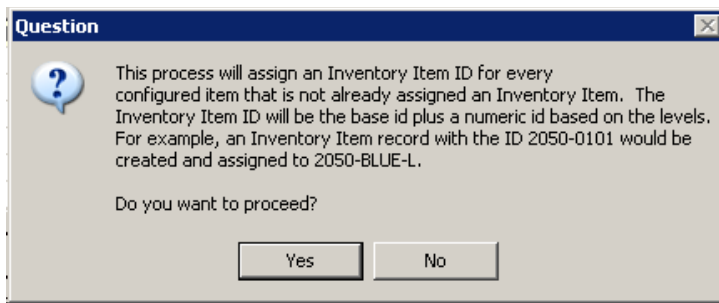 Question
This process will assign an Inventory Item ID for every
configured item that is not already assigned an Inventory Item.  The
Inventory Item ID will be the base id plus a numeric id based on the levels.
For example, an Inventory Item record with the ID 2050-0101 would be
created and assigned to 2050-BLUE-L.
Do you want to proceed?
Yes No